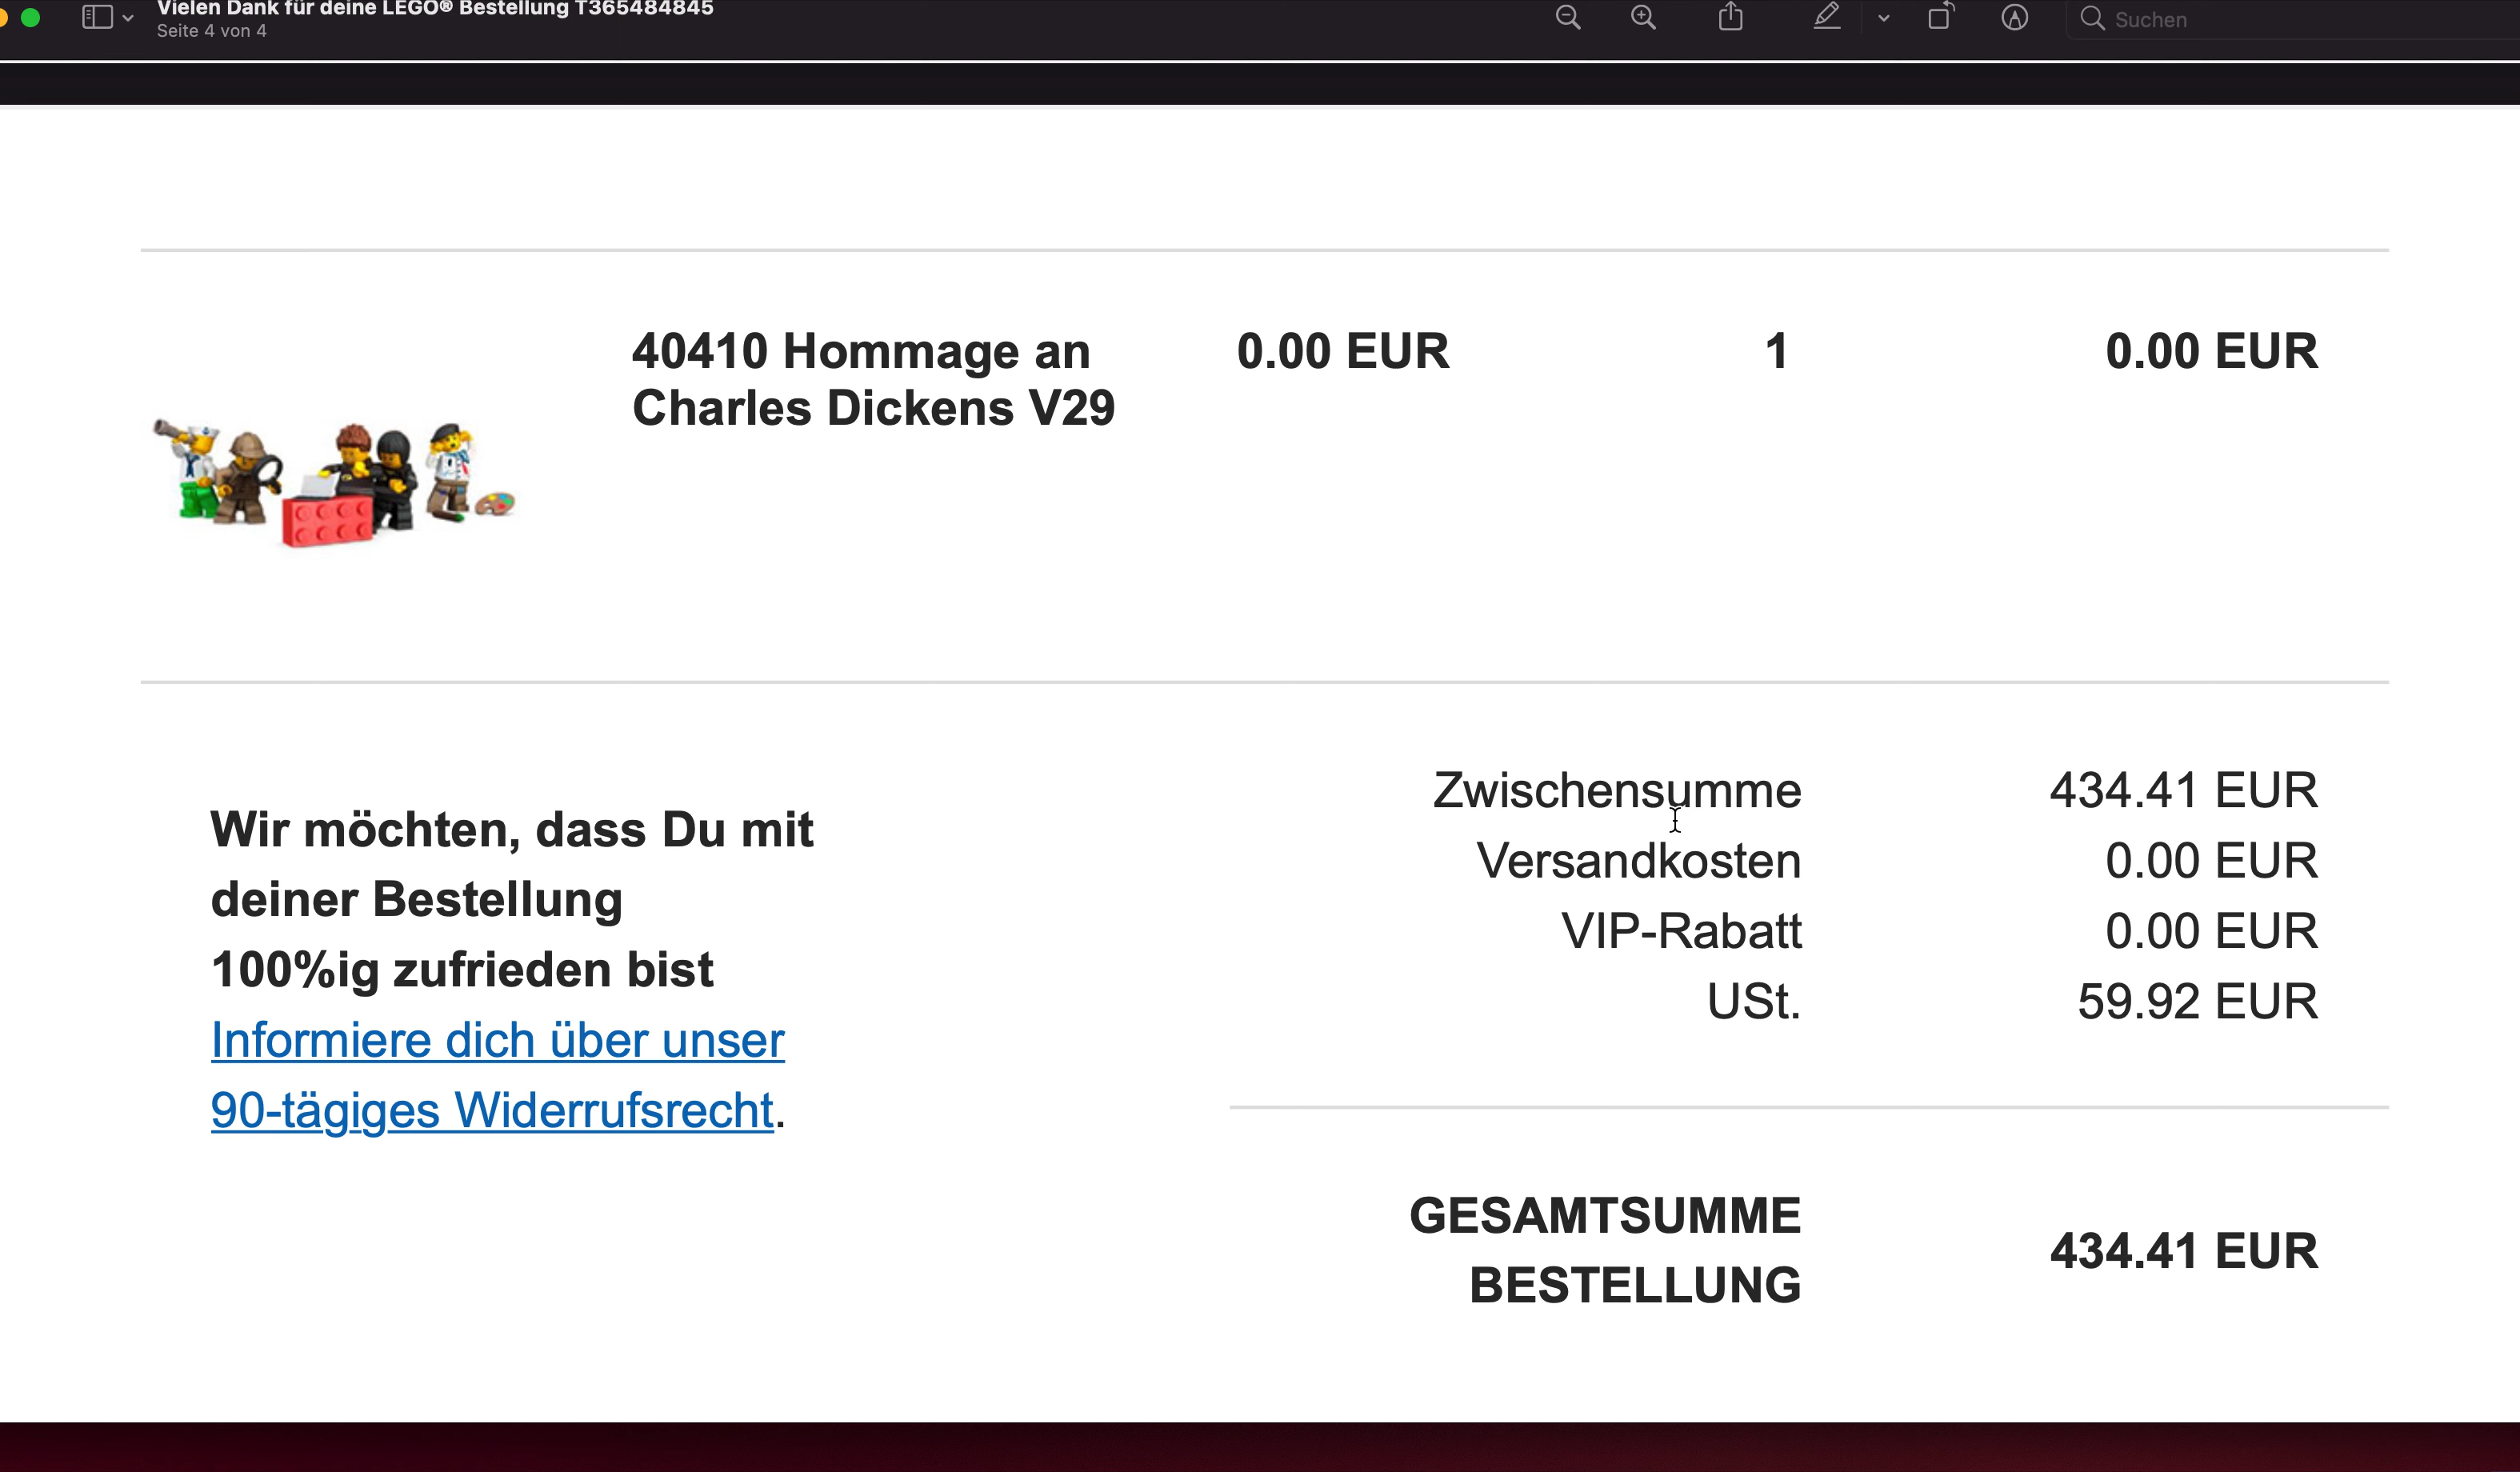 Vielen Dank für deine LEGO® Bestellung T365484845
Seite 4 von 4
Suchen
40410 Hommage an
Charles Dickens V29
0.00 EUR
1
0.00 EUR
Wir möchten, dass Du mit
deiner Bestellung
100%ig zufrieden bist
Informiere dich über unser
90-tägiges Widerrufsrecht.
Zwischensumme 434.41 EUR
Versandkosten 0.00 EUR
VIP-Rabatt 0.00 EUR
USt. 59.92 EUR
GESAMTSUMME
BESTELLUNG
434.41 EUR